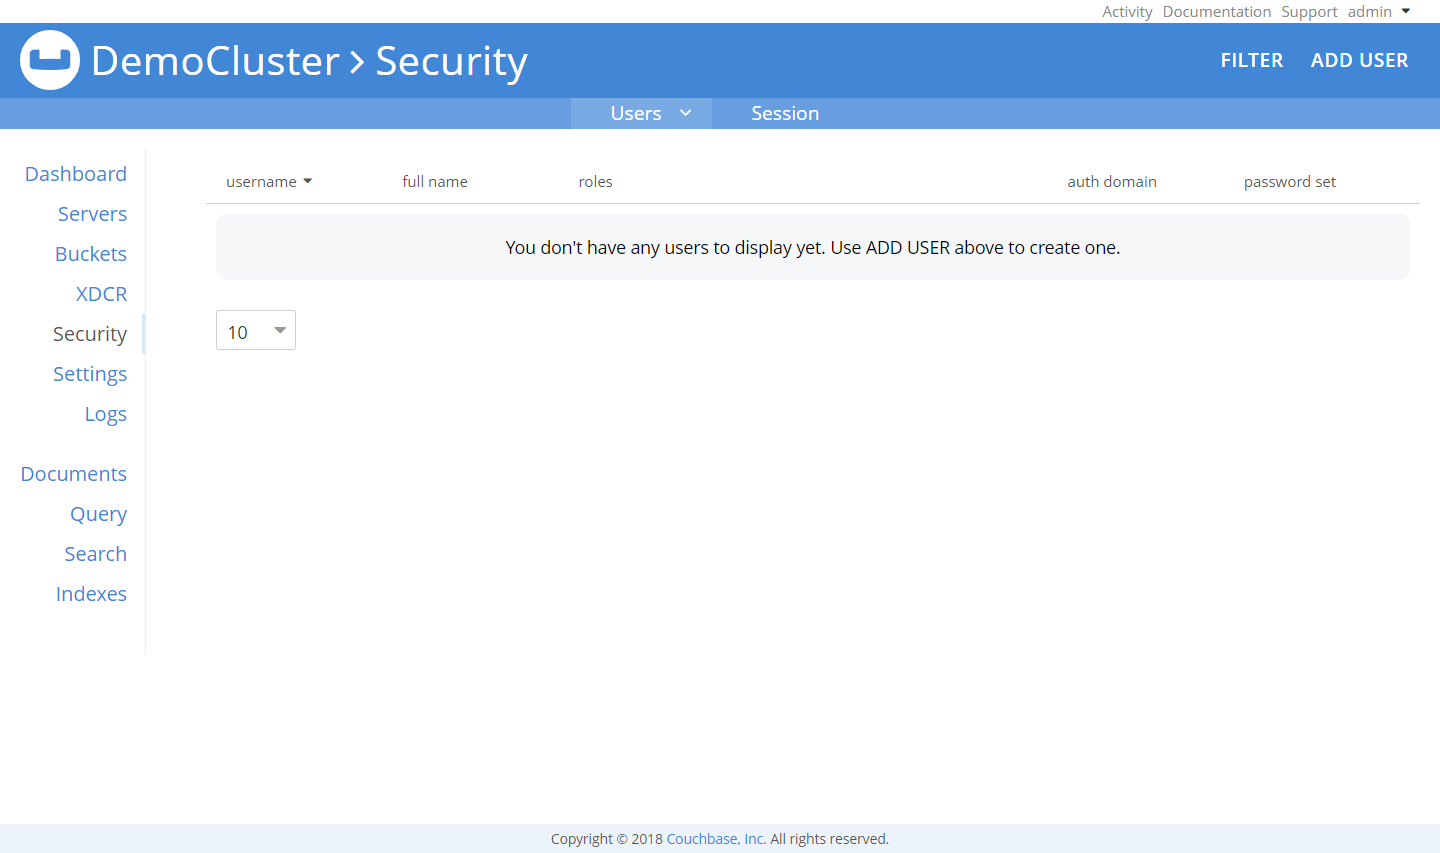 Activity Documentation Support admin
DemoCluster > Security
FILTER ADD USER
Users Session
Dashboard
Servers
Buckets
XDCR
Security
Settings
Logs
Documents
Query
Search
Indexes
username full name roles auth domain password set
You don't have any users to display yet. Use ADD USER above to create one.
10
Copyright © 2018 Couchbase, Inc. All rights reserved.